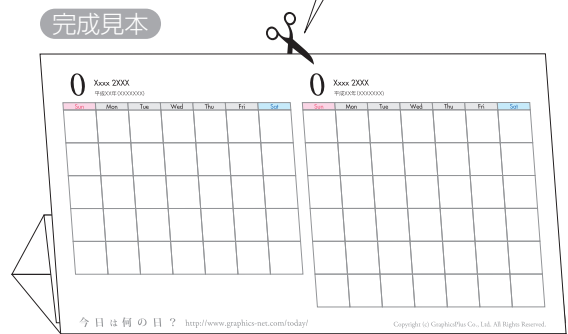 完成見本
0 Xxxx 2XXX
平成XX年(XXXXXXX)
Sun Mon Tue Wed Thu Fri Sat
0 Xxxx 2XXX
平成XX年(XXXXXXX)
Sun Mon Tue Wed Thu Fri Sat
今日は何の日? http://www.graphics-net.com/today/
Copyright (c) GraphicsPlus Co., Ltd. All Rights Reserved.